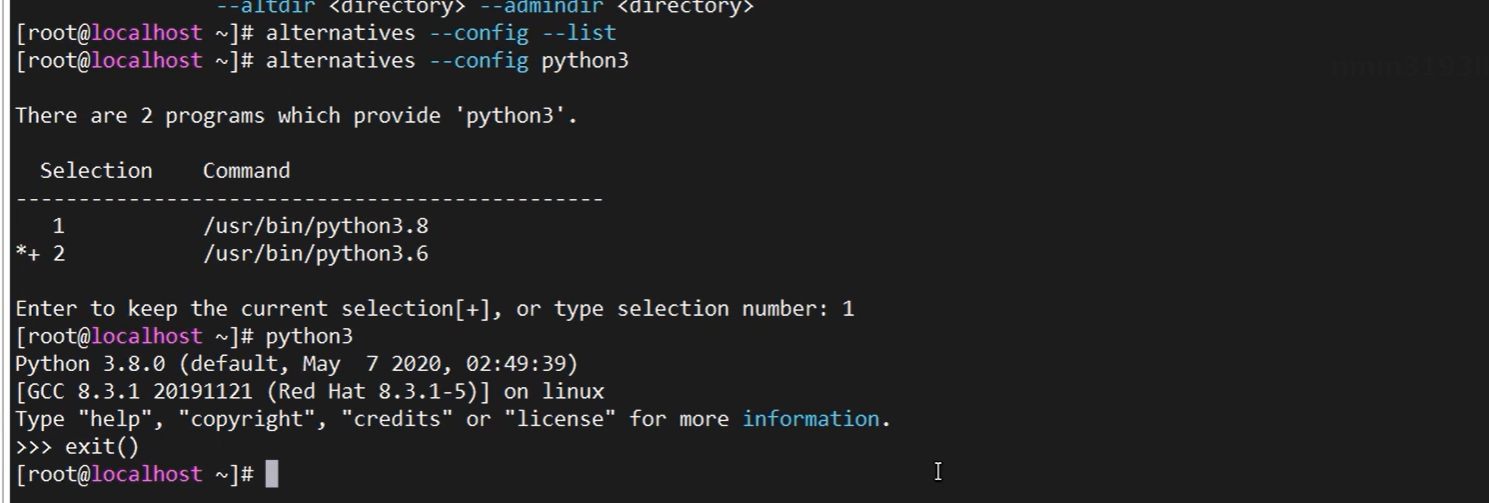 --altdir <directory> --admindir <directory>
[root@localhost ~]# alternatives --config --list
[root@localhost ~]# alternatives --config python3
There are 2 programs which provide 'python3'.
  Selection    Command
-----------------------------------------------
   1           /usr/bin/python3.8
*+ 2           /usr/bin/python3.6
Enter to keep the current selection[+], or type selection number: 1
[root@localhost ~]# python3
Python 3.8.0 (default, May  7 2020, 02:49:39)
[GCC 8.3.1 20191121 (Red Hat 8.3.1-5)] on linux
Type "help", "copyright", "credits" or "license" for more information.
>>> exit()
[root@localhost ~]#